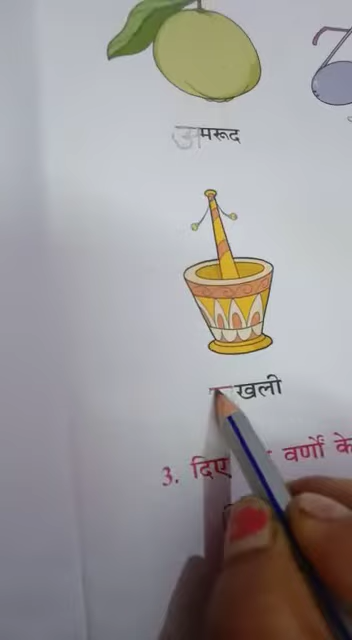 अमरूद
खली
3. दिए वर्णों के